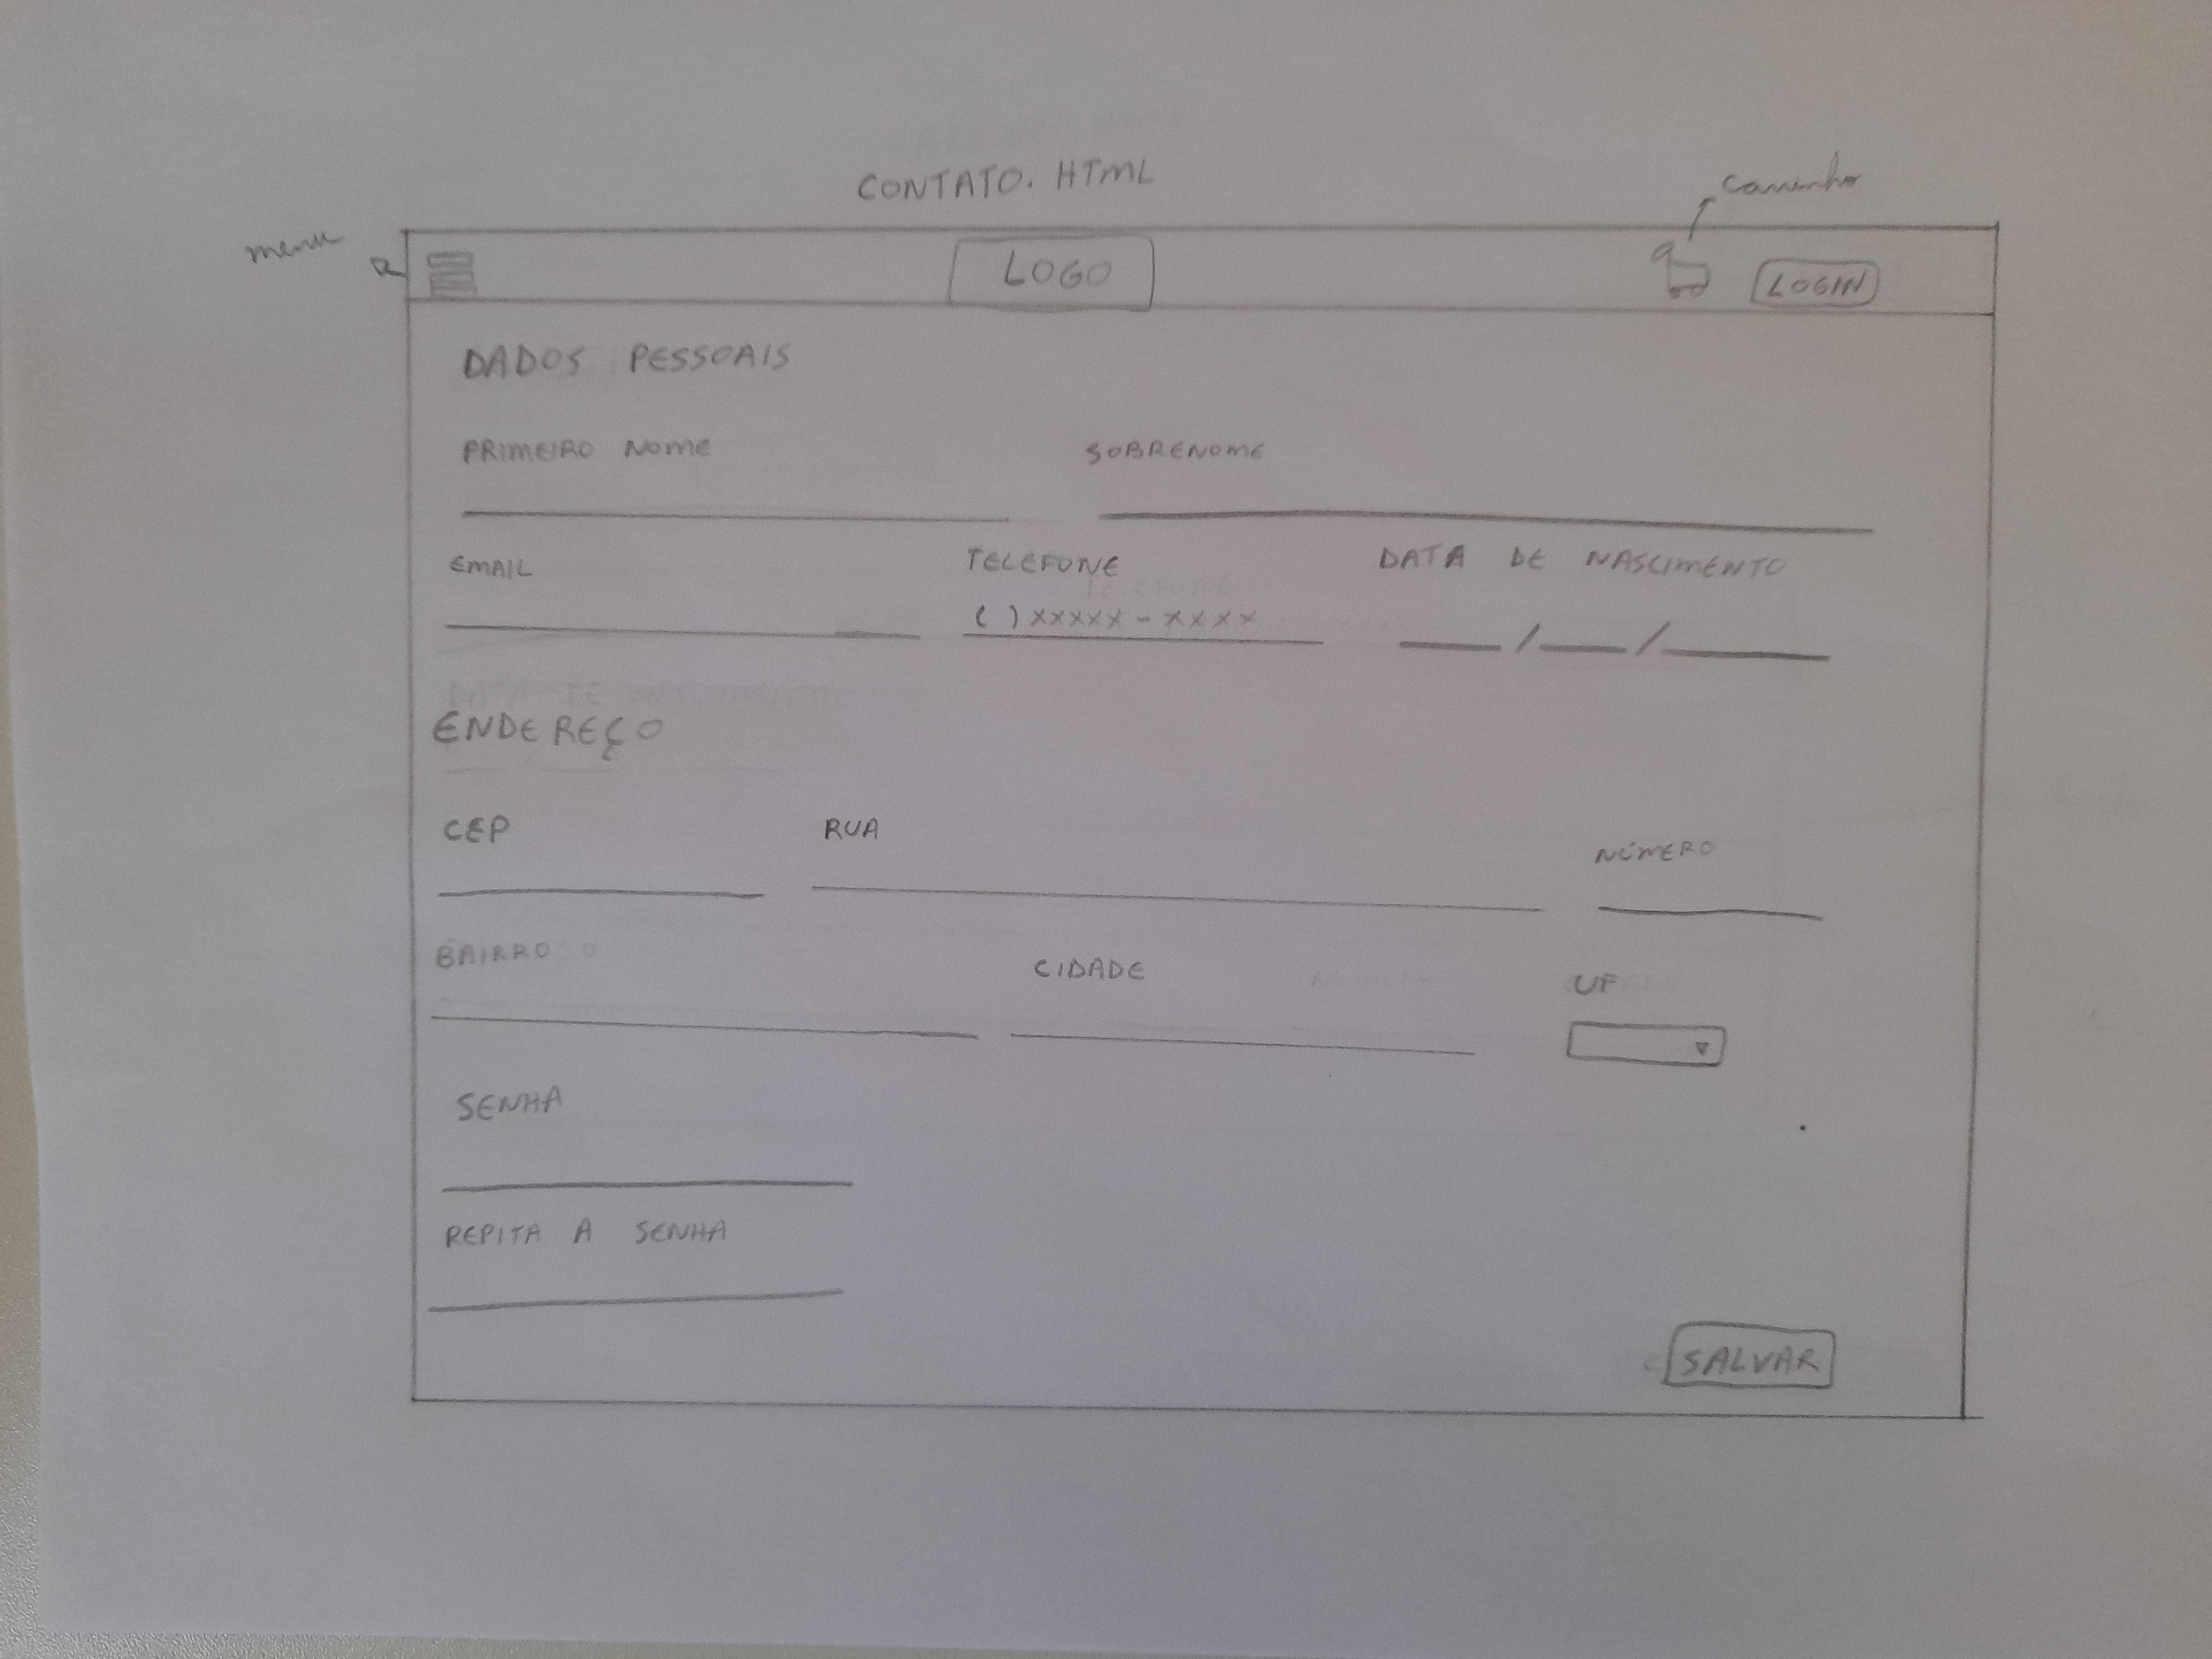 CONTATO. HTML
menu
carrinho
LOGO
LOGIN
DADOS PESSOAIS
PRIMEIRO NOME SOBRENOME
EMAIL TELEFONE DATA DE NASCIMENTO
( ) xxxxx - xxxx / /
ENDEREÇO
CEP RUA NÚMERO
BAIRRO CIDADE UF
SENHA
REPITA A SENHA
SALVAR